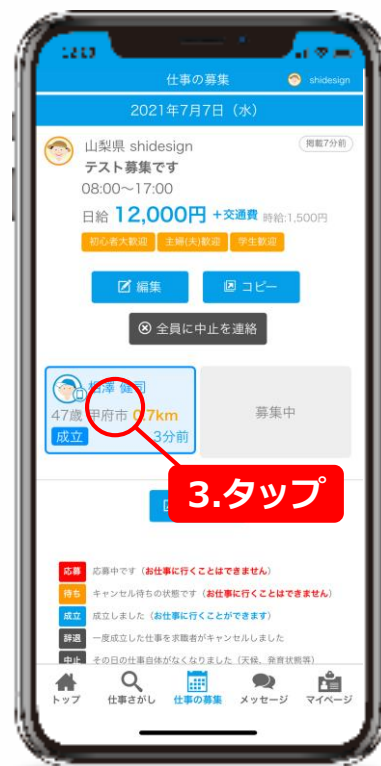 仕事の募集
shidesign
2021年7月7日（水）
山梨県 shidesign
掲載7分前
テスト募集です
08:00〜17:00
日給 12,000円 +交通費 時給:1,500円
初心者大歓迎 主婦(夫)歓迎 学生歓迎
編集
コピー
全員に中止を連絡
相澤 健司
47歳 甲府市 0.7km
成立 3分前
募集中
3.タップ
応募 応募中です（お仕事に行くことはできません）
待ち キャンセル待ちの状態です（お仕事に行くことはできません）
成立 成立しました（お仕事に行くことができます）
辞退 一度成立した仕事を求職者がキャンセルしました
中止 その日の仕事自体がなくなりました（天候、発育状態等）
トップ 仕事さがし 仕事の募集 メッセージ マイページ